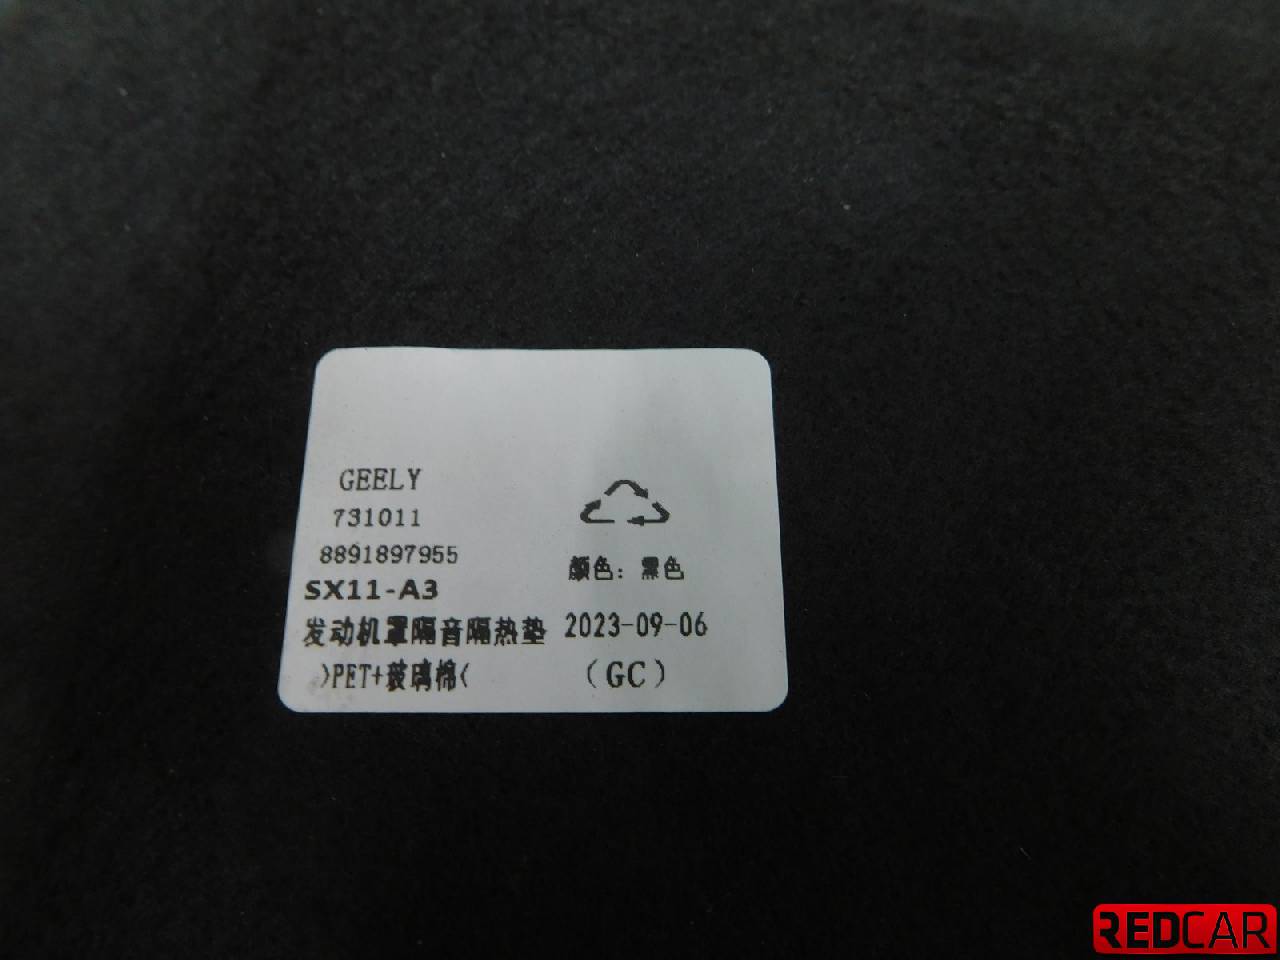 GEELY
731011
8891897955
SX11-A3
发动机罩隔音隔热垫
>PET+玻璃棉<
颜色：黑色
2023-09-06
(GC)
REDCAR